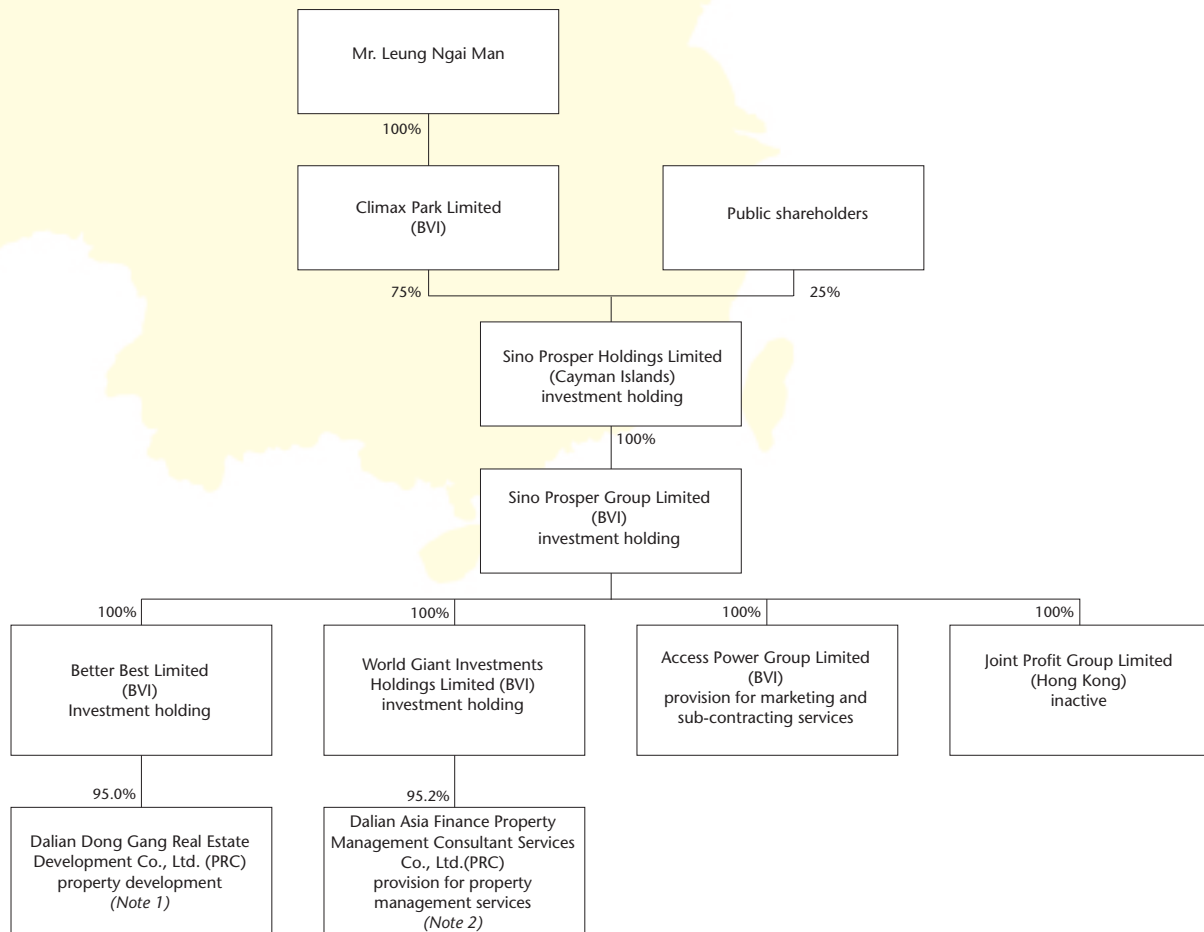 Mr. Leung Ngai Man
100%
Climax Park Limited
(BVI)
Public shareholders
75%
25%
Sino Prosper Holdings Limited
(Cayman Islands)
investment holding
100%
Sino Prosper Group Limited
(BVI)
investment holding
100%
100%
100%
100%
Better Best Limited
(BVI)
Investment holding
World Giant Investments
Holdings Limited (BVI)
investment holding
Access Power Group Limited
(BVI)
provision for marketing and
sub-contracting services
Joint Profit Group Limited
(Hong Kong)
inactive
95.0%
95.2%
Dalian Dong Gang Real Estate
Development Co., Ltd. (PRC)
property development
(Note 1)
Dalian Asia Finance Property
Management Consultant Services
Co., Ltd.(PRC)
provision for property
management services
(Note 2)